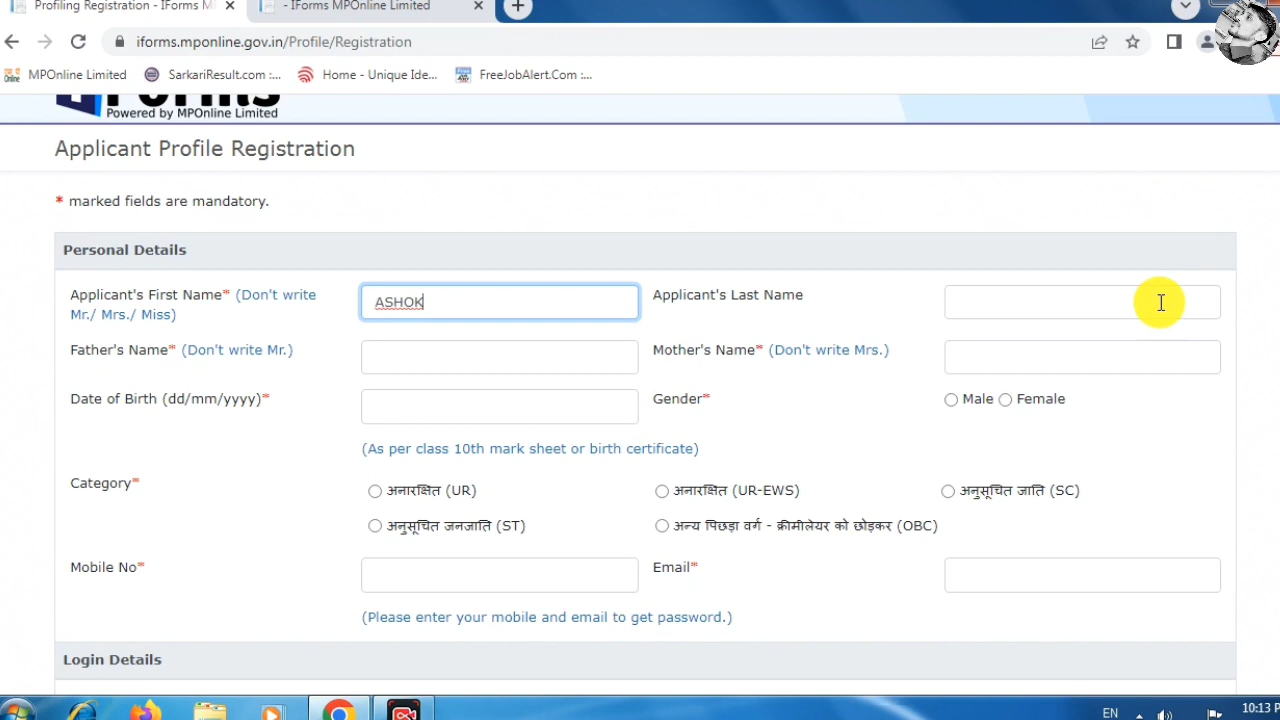 Profiling Registration - IForms M
- IForms MPOnline Limited
iforms.mponline.gov.in/Profile/Registration
MPOnline Limited
SarkariResult.com :...
Home - Unique Ide...
FreeJobAlert.Com :...
Powered by MPOnline Limited
Applicant Profile Registration
* marked fields are mandatory.
Personal Details
Applicant's First Name* (Don't write Mr./ Mrs./ Miss)
ASHOK
Applicant's Last Name
Father's Name* (Don't write Mr.)
Mother's Name* (Don't write Mrs.)
Date of Birth (dd/mm/yyyy)*
Gender*
Male
Female
(As per class 10th mark sheet or birth certificate)
Category*
अनारक्षित (UR)
अनारक्षित (UR-EWS)
अनुसूचित जाति (SC)
अनुसूचित जनजाति (ST)
अन्य पिछड़ा वर्ग - क्रीमीलेयर को छोड़कर (OBC)
Mobile No*
Email*
(Please enter your mobile and email to get password.)
Login Details
EN
10:13 P